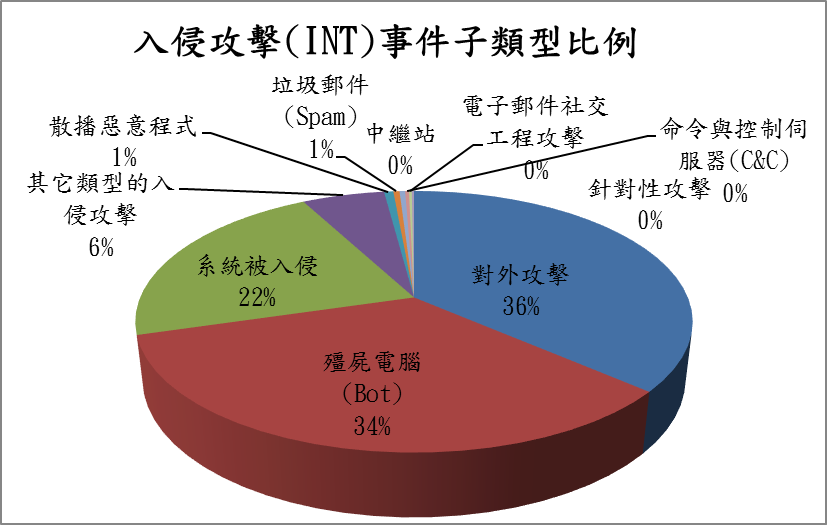 入侵攻擊(INT)事件子類型比例
垃圾郵件
(Spam)
1%
散播惡意程式
1%
其它類型的入
侵攻擊
6%
中繼站
0%
電子郵件社交
工程攻擊
0%
命令與控制伺
服器(C&C)
0%
針對性攻擊
0%
系統被入侵
22%
對外攻擊
36%
殭屍電腦
(Bot)
34%